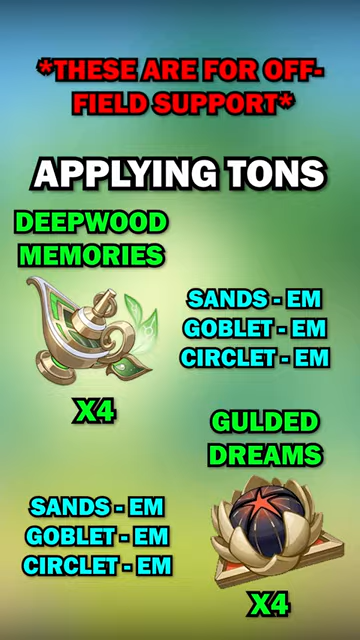 *THESE ARE FOR OFF-
FIELD SUPPORT*
APPLYING TONS
DEEPWOOD
MEMORIES
SANDS - EM
GOBLET - EM
CIRCLET - EM
X4
GULDED
DREAMS
SANDS - EM
GOBLET - EM
CIRCLET - EM
X4